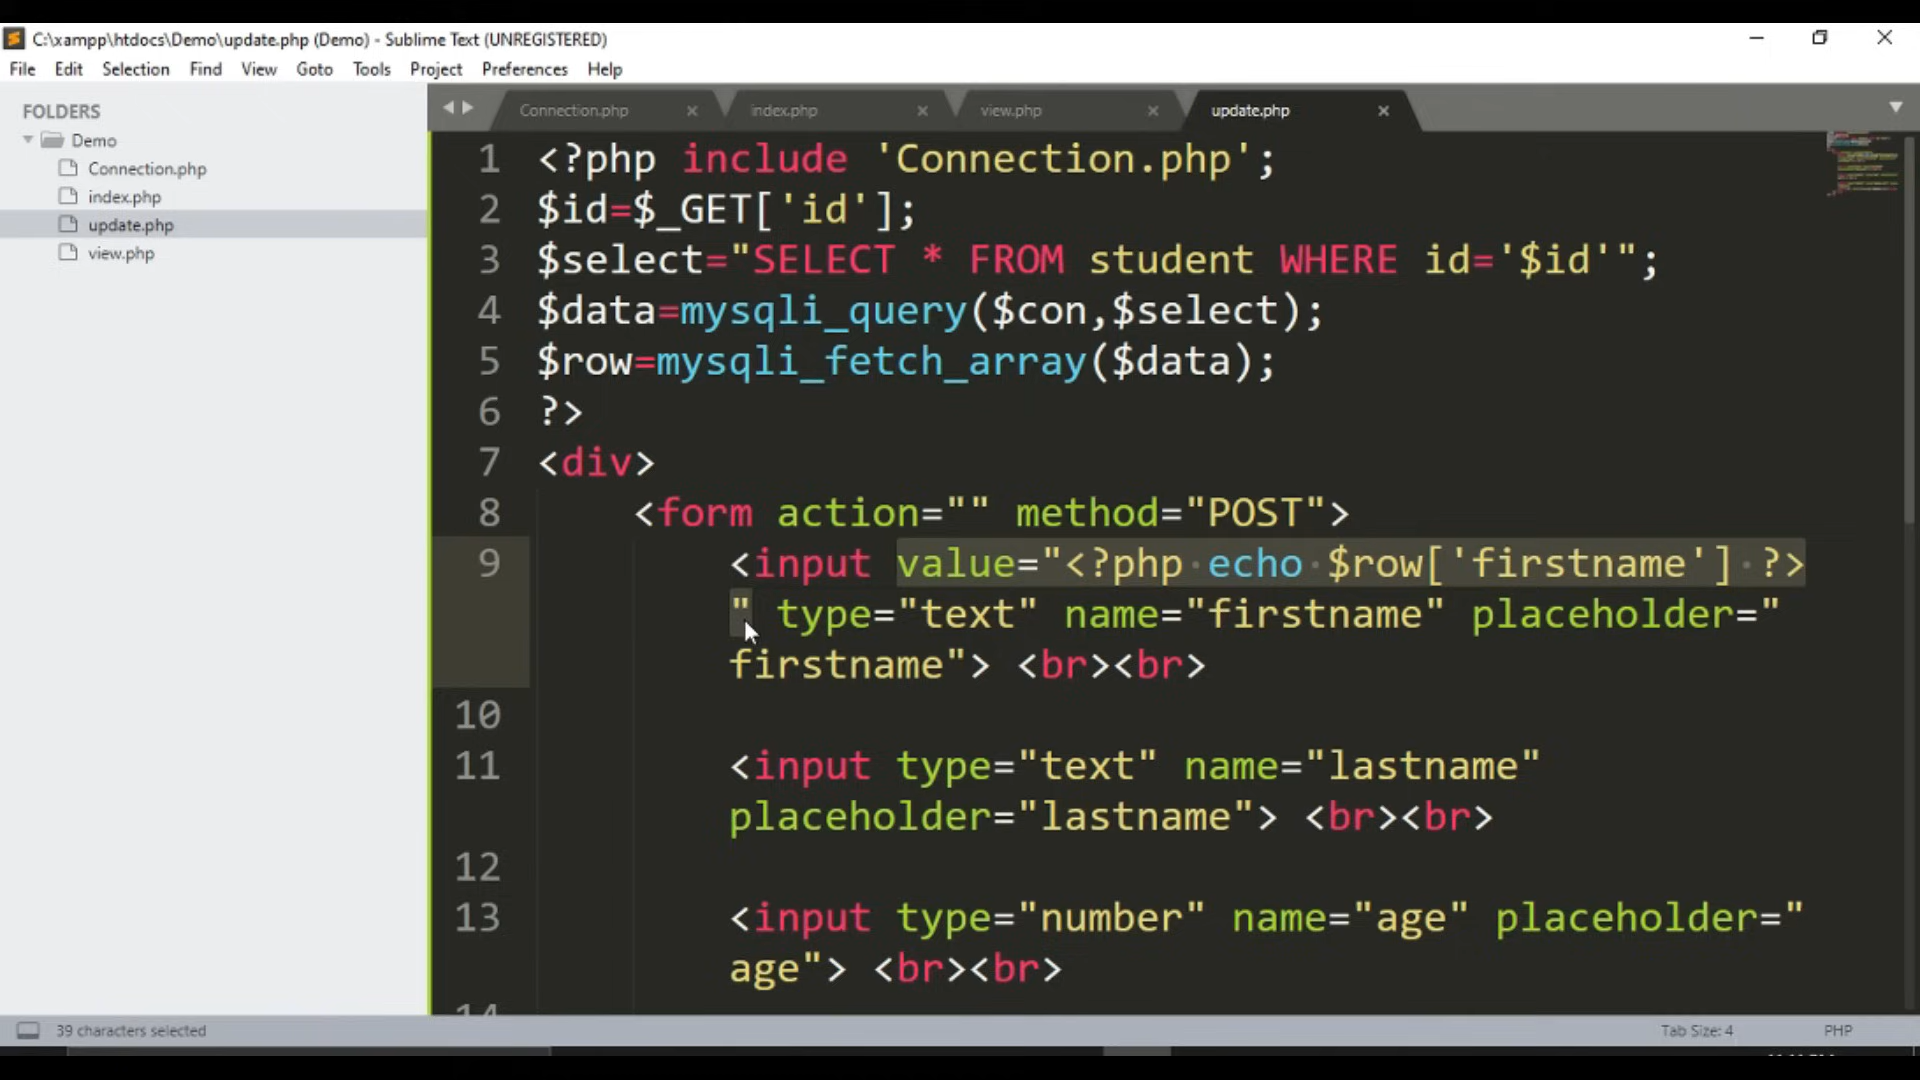 C:\xampp\htdocs\Demo\update.php (Demo) - Sublime Text (UNREGISTERED)
File Edit Selection Find View Goto Tools Project Preferences Help
FOLDERS
Demo
Connection.php
index.php
update.php
view.php
Connection.php index.php view.php update.php
1 <?php include 'Connection.php';
2 $id=$_GET['id'];
3 $select="SELECT * FROM student WHERE id='$id'";
4 $data=mysqli_query($con,$select);
5 $row=mysqli_fetch_array($data);
6 ?>
7 <div>
8 <form action="" method="POST">
9 <input value="<?php echo $row['firstname'] ?>
" type="text" name="firstname" placeholder="
firstname"> <br><br>
10
11 <input type="text" name="lastname"
placeholder="lastname"> <br><br>
12
13 <input type="number" name="age" placeholder="
age"> <br><br>
14
39 characters selected Tab Size: 4 PHP